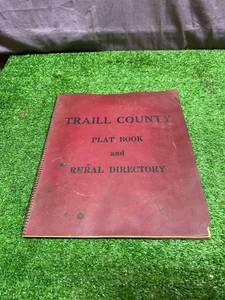 TRAILL COUNTY
PLAT BOOK
and
RURAL DIRECTORY